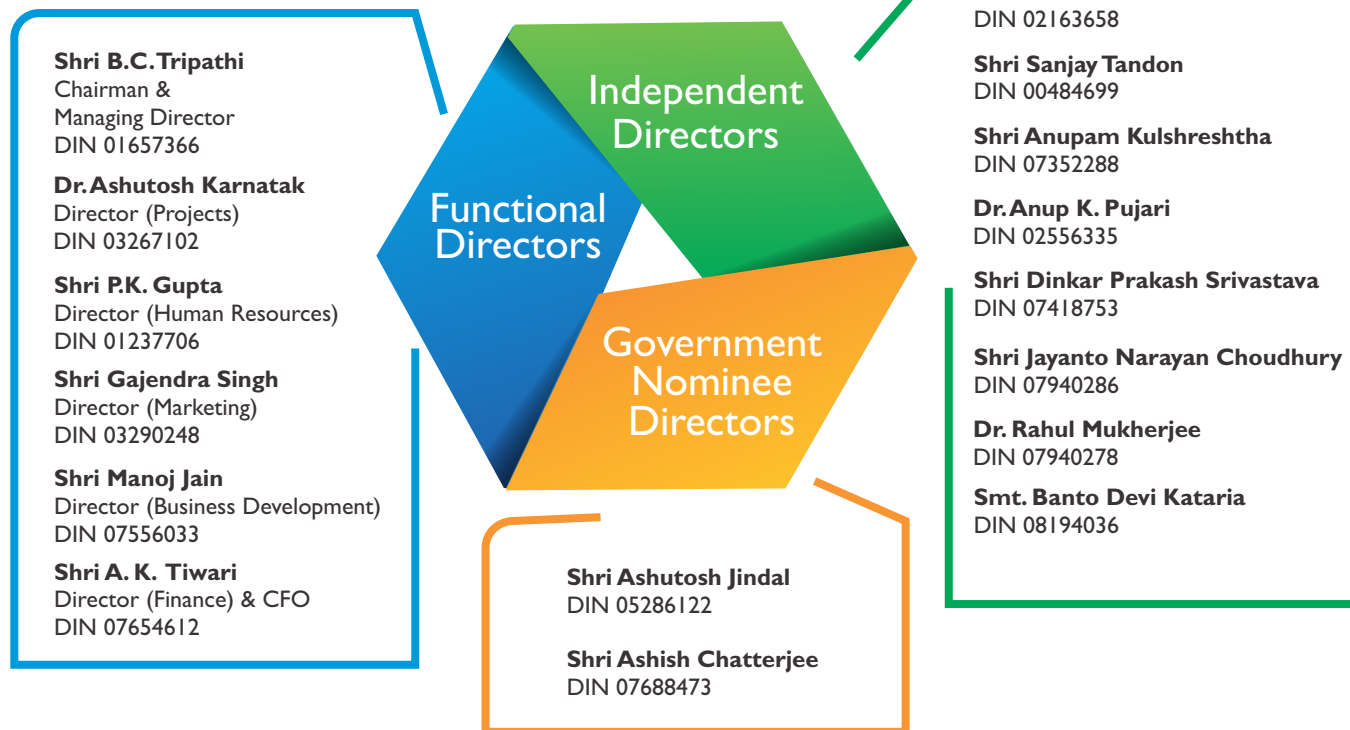 Shri B.C. Tripathi
Chairman &
Managing Director
DIN 01657366
Dr. Ashutosh Karnatak
Director (Projects)
DIN 03267102
Shri P.K. Gupta
Director (Human Resources)
DIN 01237706
Shri Gajendra Singh
Director (Marketing)
DIN 03290248
Shri Manoj Jain
Director (Business Development)
DIN 07556033
Shri A. K. Tiwari
Director (Finance) & CFO
DIN 07654612
Functional
Directors
Independent
Directors
Government
Nominee
Directors
Shri Ashutosh Jindal
DIN 05286122
Shri Ashish Chatterjee
DIN 07688473
DIN 02163658
Shri Sanjay Tandon
DIN 00484699
Shri Anupam Kulshreshtha
DIN 07352288
Dr. Anup K. Pujari
DIN 02556335
Shri Dinkar Prakash Srivastava
DIN 07418753
Shri Jayanto Narayan Choudhury
DIN 07940286
Dr. Rahul Mukherjee
DIN 07940278
Smt. Banto Devi Kataria
DIN 08194036